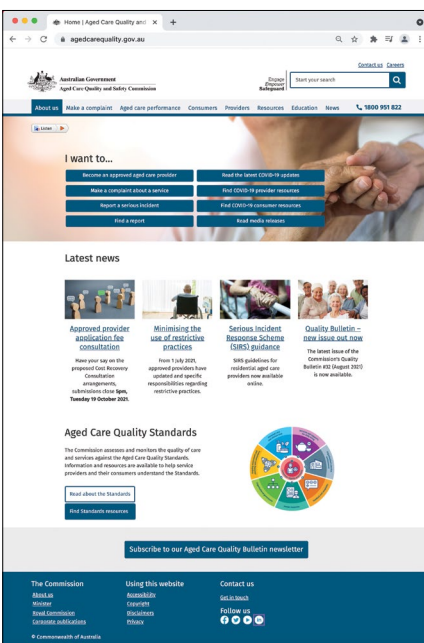 Home | Aged Care Quality and
agedcarequality.gov.au
Contact us Careers
Australian Government
Aged Care Quality and Safety Commission
Engage
Empower
Safeguard
Start your search
About us Make a complaint Aged care performance Consumers Providers Resources Education News 1800 951 822
Listen
I want to...
Become an approved aged care provider Read the latest COVID-19 updates
Make a complaint about a service Find COVID-19 provider resources
Report a serious incident Find COVID-19 consumer resources
Find a report Read media releases
Latest news
Approved provider
application fee
consultation
Have your say on the
proposed Cost Recovery
Consultation
arrangements,
submissions close 5pm,
Tuesday 19 October 2021.
Minimising the
use of restrictive
practices
From 1 July 2021,
approved providers have
updated and specific
responsibilities regarding
restrictive practices.
Serious Incident
Response Scheme
(SIRS) guidance
SIRS guidelines for
residential aged care
providers now available
online.
Quality Bulletin –
new issue out now
The latest issue of the
Commission's Quality
Bulletin #32 (August 2021)
is now available.
Aged Care Quality Standards
The Commission assesses and monitors the quality of care
and services against the Aged Care Quality Standards.
Information and resources are available to help service
providers and their consumers understand the Standards.
Read about the Standards
Find Standards resources
Subscribe to our Aged Care Quality Bulletin newsletter
The Commission
About us
Minister
Royal Commission
Corporate publications
Using this website
Accessibility
Copyright
Disclaimers
Privacy
Contact us
Get in touch
Follow us
© Commonwealth of Australia